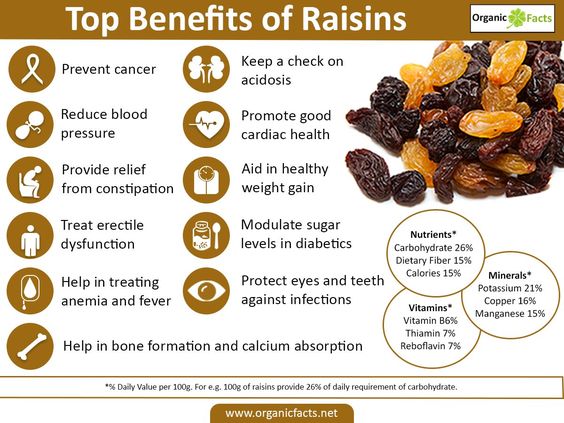 Top Benefits of Raisins
Organic Facts
Prevent cancer
Keep a check on
acidosis
Reduce blood
pressure
Promote good
cardiac health
Provide relief
from constipation
Aid in healthy
weight gain
Treat erectile
dysfunction
Modulate sugar
levels in diabetics
Help in treating
anemia and fever
Protect eyes and teeth
against infections
Help in bone formation and calcium absorption
Nutrients*
Carbohydrate 26%
Dietary Fiber 15%
Calories 15%
Minerals*
Potassium 21%
Copper 16%
Manganese 15%
Vitamins*
Vitamin B6%
Thiamin 7%
Reboflavin 7%
*% Daily Value per 100g. For e.g. 100g of raisins provide 26% of daily requirement of carbohydrate.
www.organicfacts.net